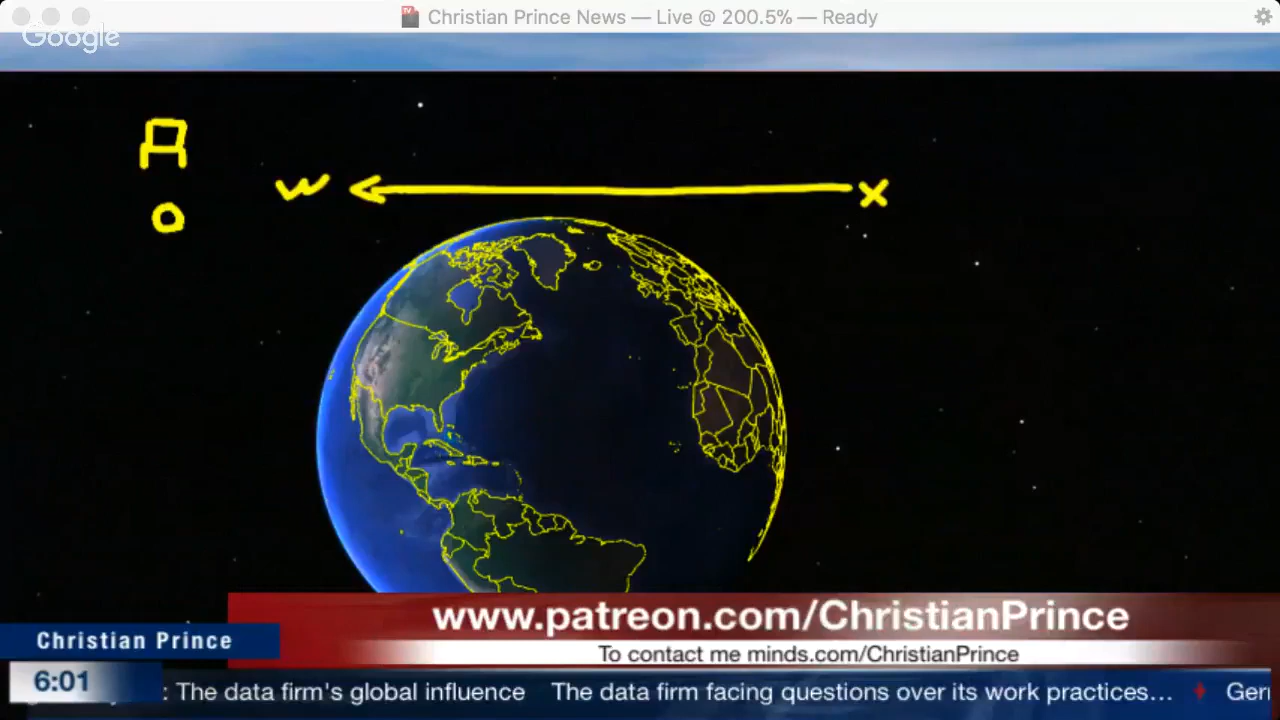 Christian Prince News — Live @ 200.5% — Ready
Google
W X
www.patreon.com/ChristianPrince
Christian Prince
To contact me minds.com/ChristianPrince
6:01
: The data firm's global influence The data firm facing questions over its work practices...